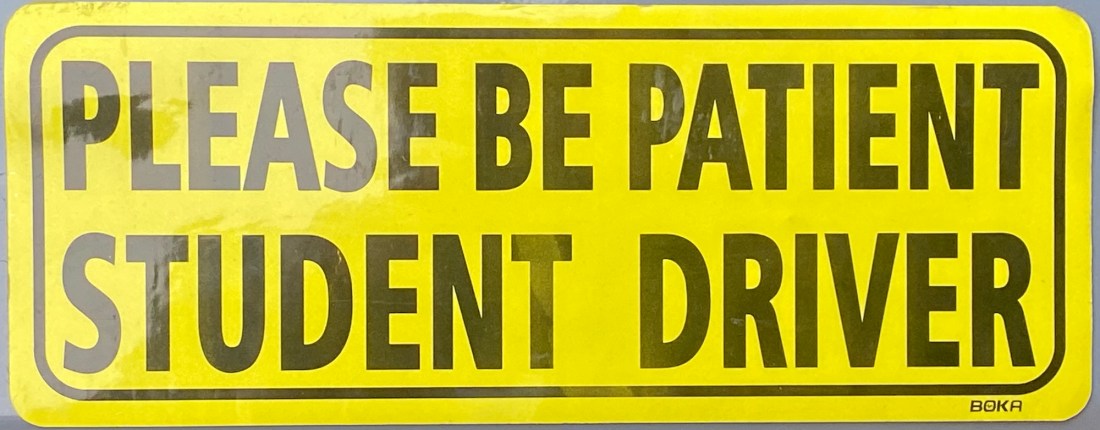 PLEASE BE PATIENT
STUDENT DRIVER
BOKA